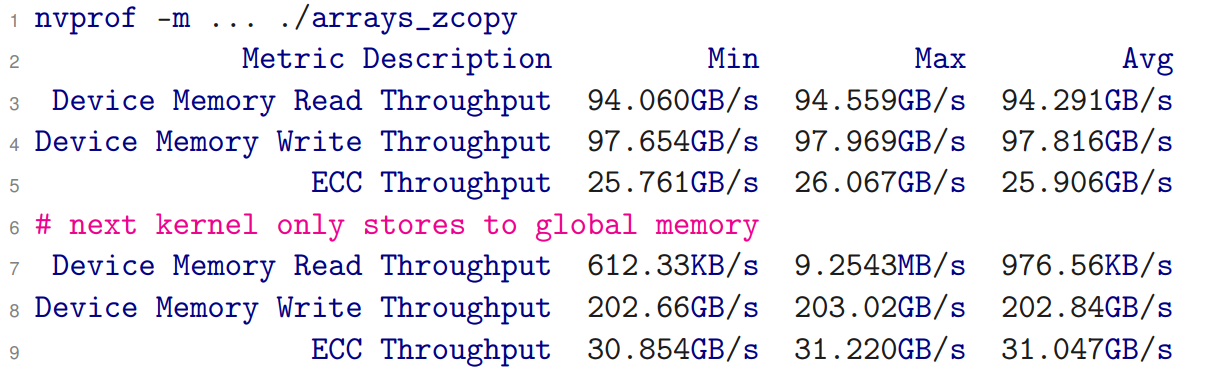 1 nvprof -m ... ./arrays_zcopy
2 Metric Description Min Max Avg
3 Device Memory Read Throughput 94.060GB/s 94.559GB/s 94.291GB/s
4 Device Memory Write Throughput 97.654GB/s 97.969GB/s 97.816GB/s
5 ECC Throughput 25.761GB/s 26.067GB/s 25.906GB/s
6 # next kernel only stores to global memory
7 Device Memory Read Throughput 612.33KB/s 9.2543MB/s 976.56KB/s
8 Device Memory Write Throughput 202.66GB/s 203.02GB/s 202.84GB/s
9 ECC Throughput 30.854GB/s 31.220GB/s 31.047GB/s